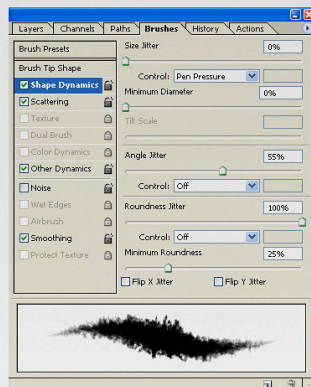 Layers Channels Paths Brushes History Actions
Brush Presets
Brush Tip Shape
Shape Dynamics
Scattering
Texture
Dual Brush
Color Dynamics
Other Dynamics
Noise
Wet Edges
Airbrush
Smoothing
Protect Texture
Size Jitter 0%
Control: Pen Pressure
Minimum Diameter 0%
Tilt Scale
Angle Jitter 55%
Control: Off
Roundness Jitter 100%
Control: Off
Minimum Roundness 25%
Flip X Jitter Flip Y Jitter